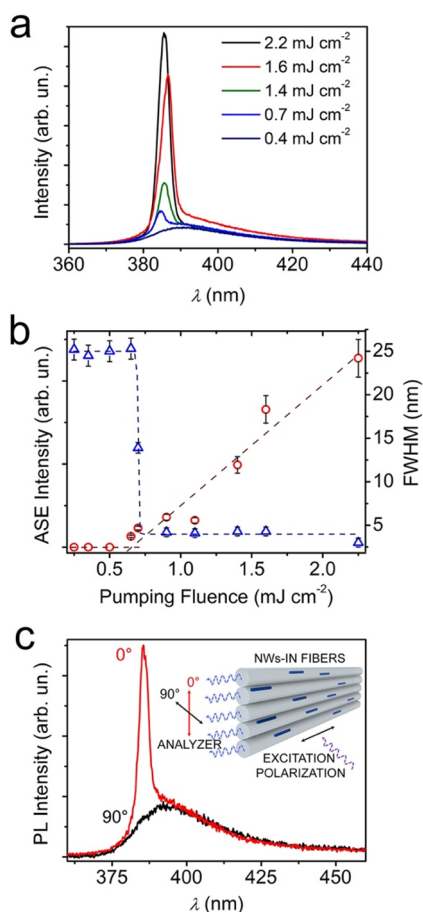 a
Intensity (arb. un.)
2.2 mJ cm⁻²
1.6 mJ cm⁻²
1.4 mJ cm⁻²
0.7 mJ cm⁻²
0.4 mJ cm⁻²
360 380 400 420 440
λ (nm)
b
ASE Intensity (arb. un.)
25
20
15
10
5
FWHM (nm)
0.5 1.0 1.5 2.0
Pumping Fluence (mJ cm⁻²)
c
PL Intensity (arb. un.)
0°
90°
90° 0°
ANALYZER
NWs-IN FIBERS
EXCITATION
POLARIZATION
375 400 425 450
λ (nm)